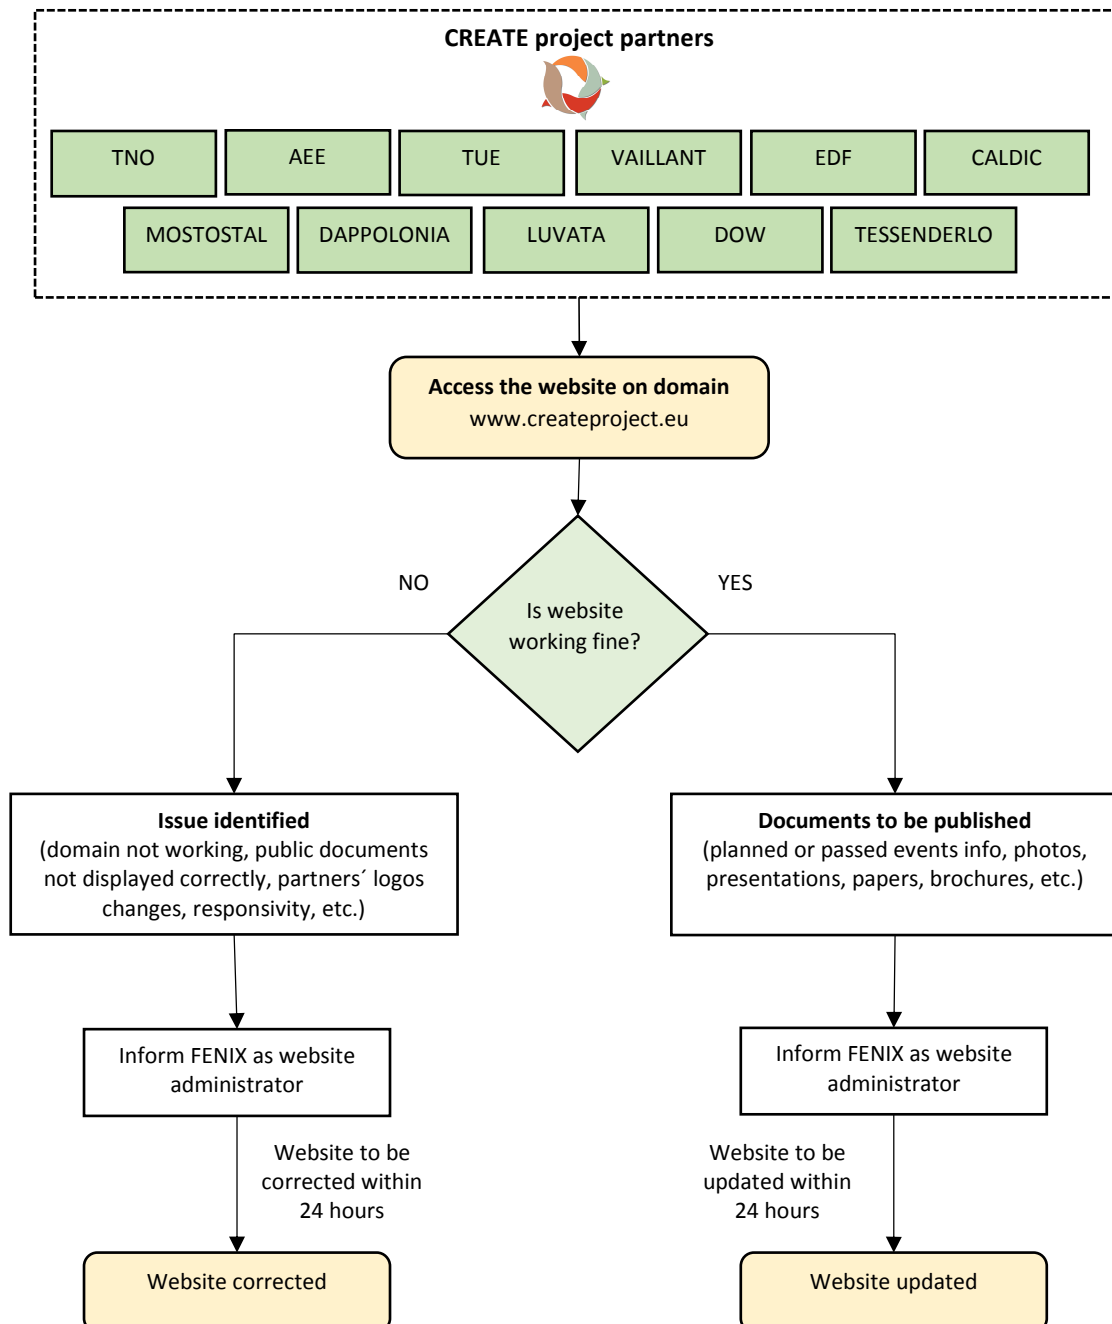 CREATE project partners
TNO
AEE
TUE
VAILLANT
EDF
CALDIC
MOSTOSTAL
DAPPOLONIA
LUVATA
DOW
TESSENDERLO
Access the website on domain
www.createproject.eu
NO
YES
Is website
working fine?
Issue identified
(domain not working, public documents
not displayed correctly, partners´ logos
changes, responsivity, etc.)
Documents to be published
(planned or passed events info, photos,
presentations, papers, brochures, etc.)
Inform FENIX as website
administrator
Inform FENIX as website
administrator
Website to be
corrected within
24 hours
Website to be
updated within
24 hours
Website corrected
Website updated